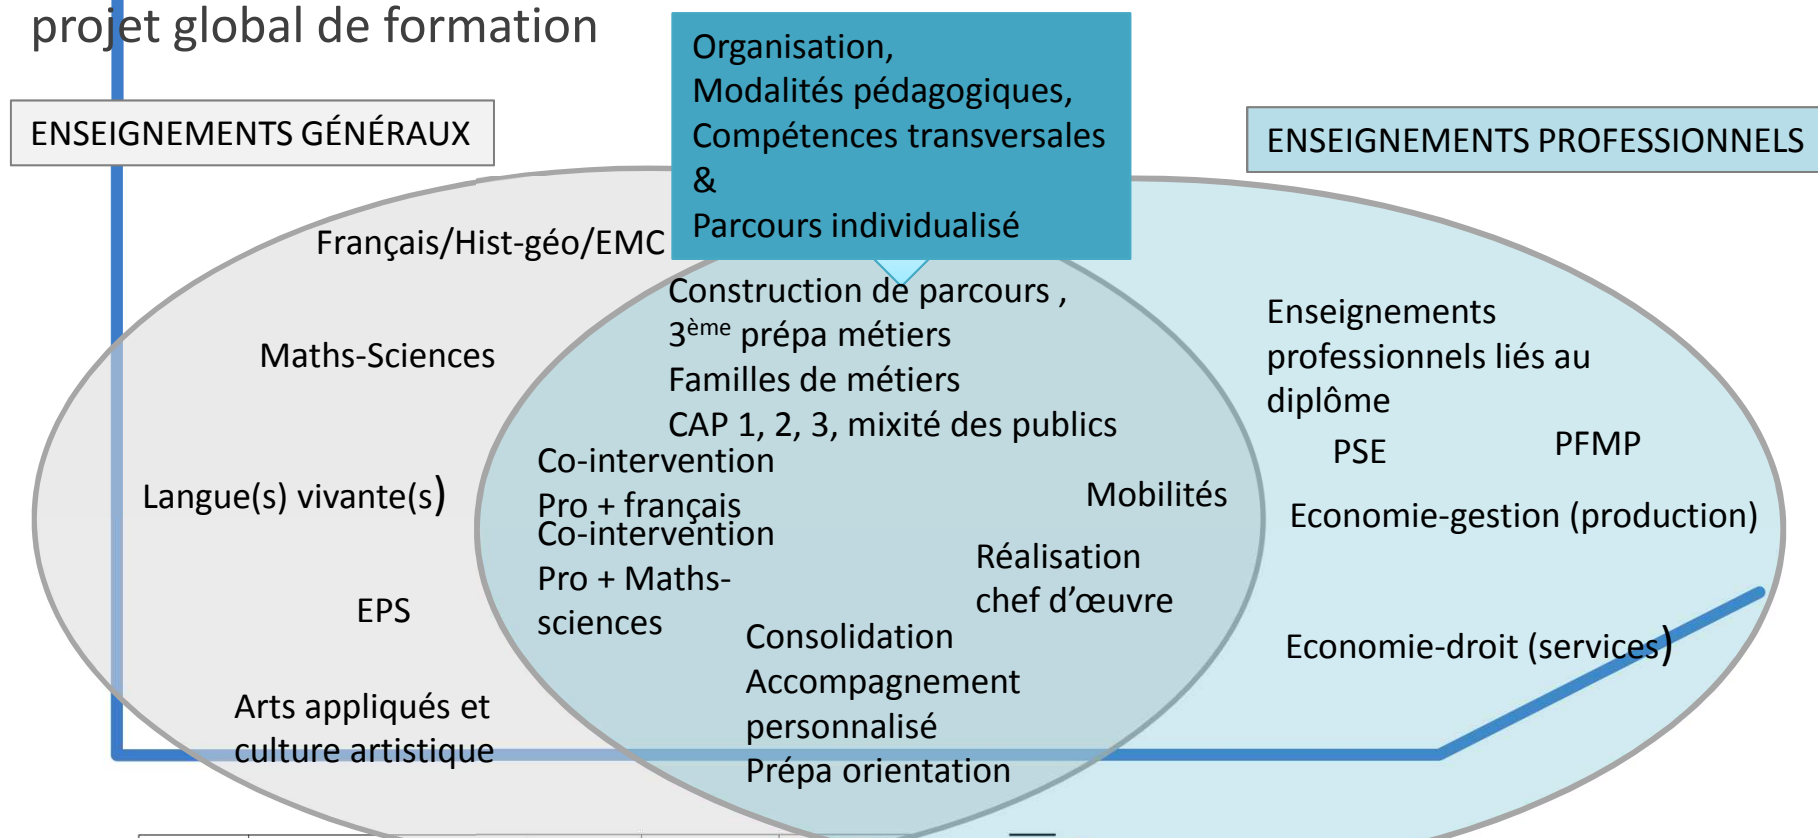 projet global de formation
Organisation,
Modalités pédagogiques,
Compétences transversales
&
Parcours individualisé
ENSEIGNEMENTS GÉNÉRAUX
ENSEIGNEMENTS PROFESSIONNELS
Français/Hist-géo/EMC
Maths-Sciences
Langue(s) vivante(s)
EPS
Arts appliqués et
culture artistique
Construction de parcours ,
3ème prépa métiers
Familles de métiers
CAP 1, 2, 3, mixité des publics
Co-intervention
Pro + français
Co-intervention
Pro + Maths-
sciences
Mobilités
Réalisation
chef d’œuvre
Consolidation
Accompagnement
personnalisé
Prépa orientation
Enseignements
professionnels liés au
diplôme
PSE
PFMP
Economie-gestion (production)
Economie-droit (services)